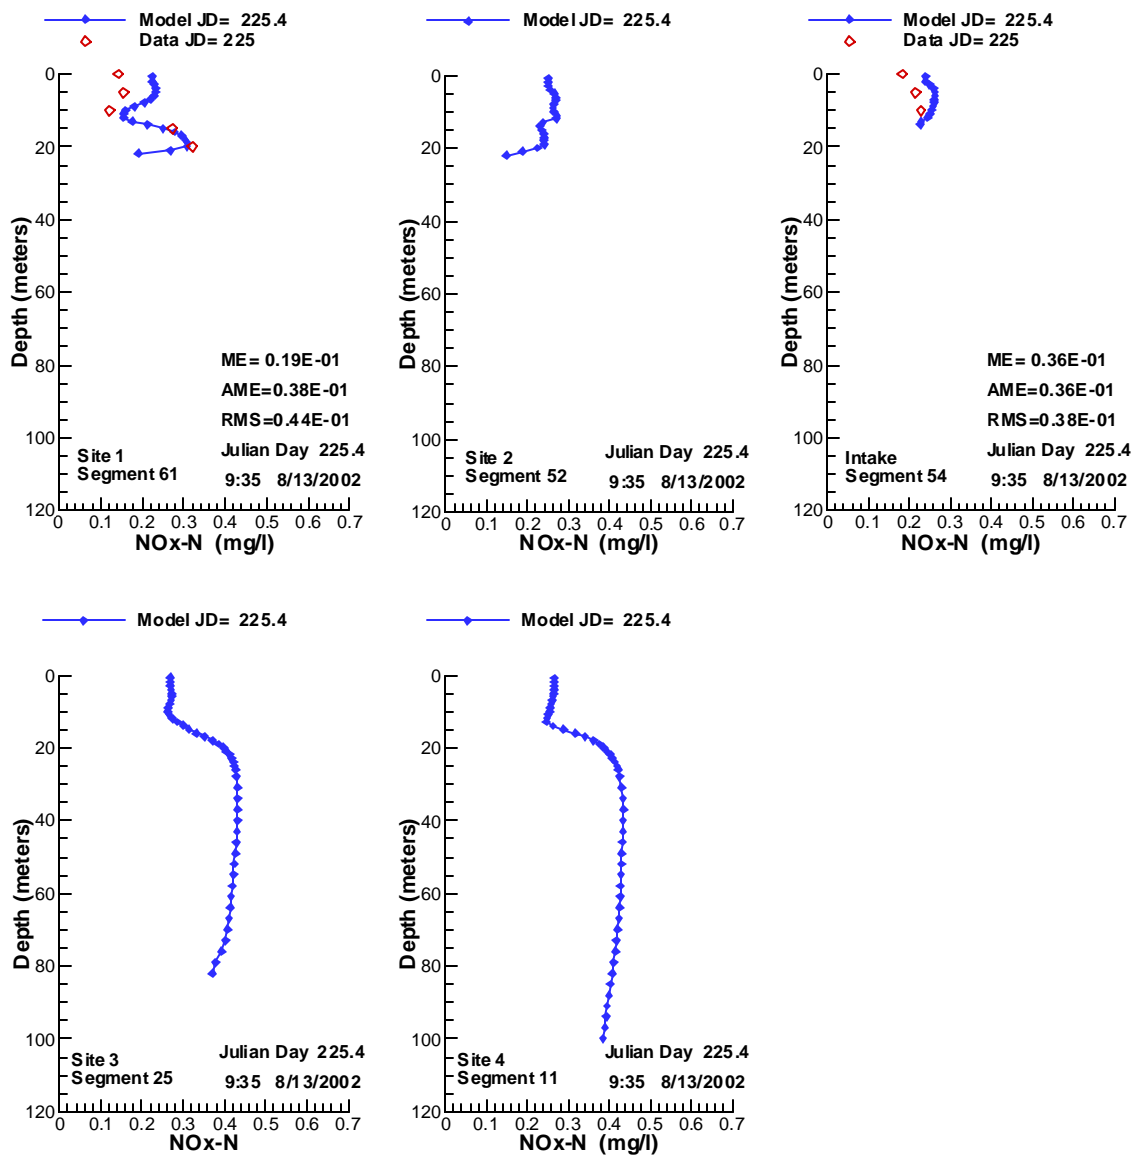 Model JD= 225.4
Data JD= 225
0
20
40
60
80
100
120
Depth (meters)
ME= 0.19E-01
AME=0.38E-01
RMS=0.44E-01
Site 1
Segment 61
Julian Day 225.4
9:35 8/13/2002
0 0.1 0.2 0.3 0.4 0.5 0.6 0.7
NOx-N (mg/l)
Model JD= 225.4
0
20
40
60
80
100
120
Depth (meters)
Site 2
Segment 52
Julian Day 225.4
9:35 8/13/2002
0 0.1 0.2 0.3 0.4 0.5 0.6 0.7
NOx-N (mg/l)
Model JD= 225.4
Data JD= 225
0
20
40
60
80
100
120
Depth (meters)
ME= 0.36E-01
AME=0.36E-01
RMS=0.38E-01
Intake
Segment 54
Julian Day 225.4
9:35 8/13/2002
0 0.1 0.2 0.3 0.4 0.5 0.6 0.7
NOx-N (mg/l)
Model JD= 225.4
0
20
40
60
80
100
120
Depth (meters)
Site 3
Segment 25
Julian Day 225.4
9:35 8/13/2002
0 0.1 0.2 0.3 0.4 0.5 0.6 0.7
NOx-N
Model JD= 225.4
0
20
40
60
80
100
120
Depth (meters)
Site 4
Segment 11
Julian Day 225.4
9:35 8/13/2002
0 0.1 0.2 0.3 0.4 0.5 0.6 0.7
NOx-N (mg/l)